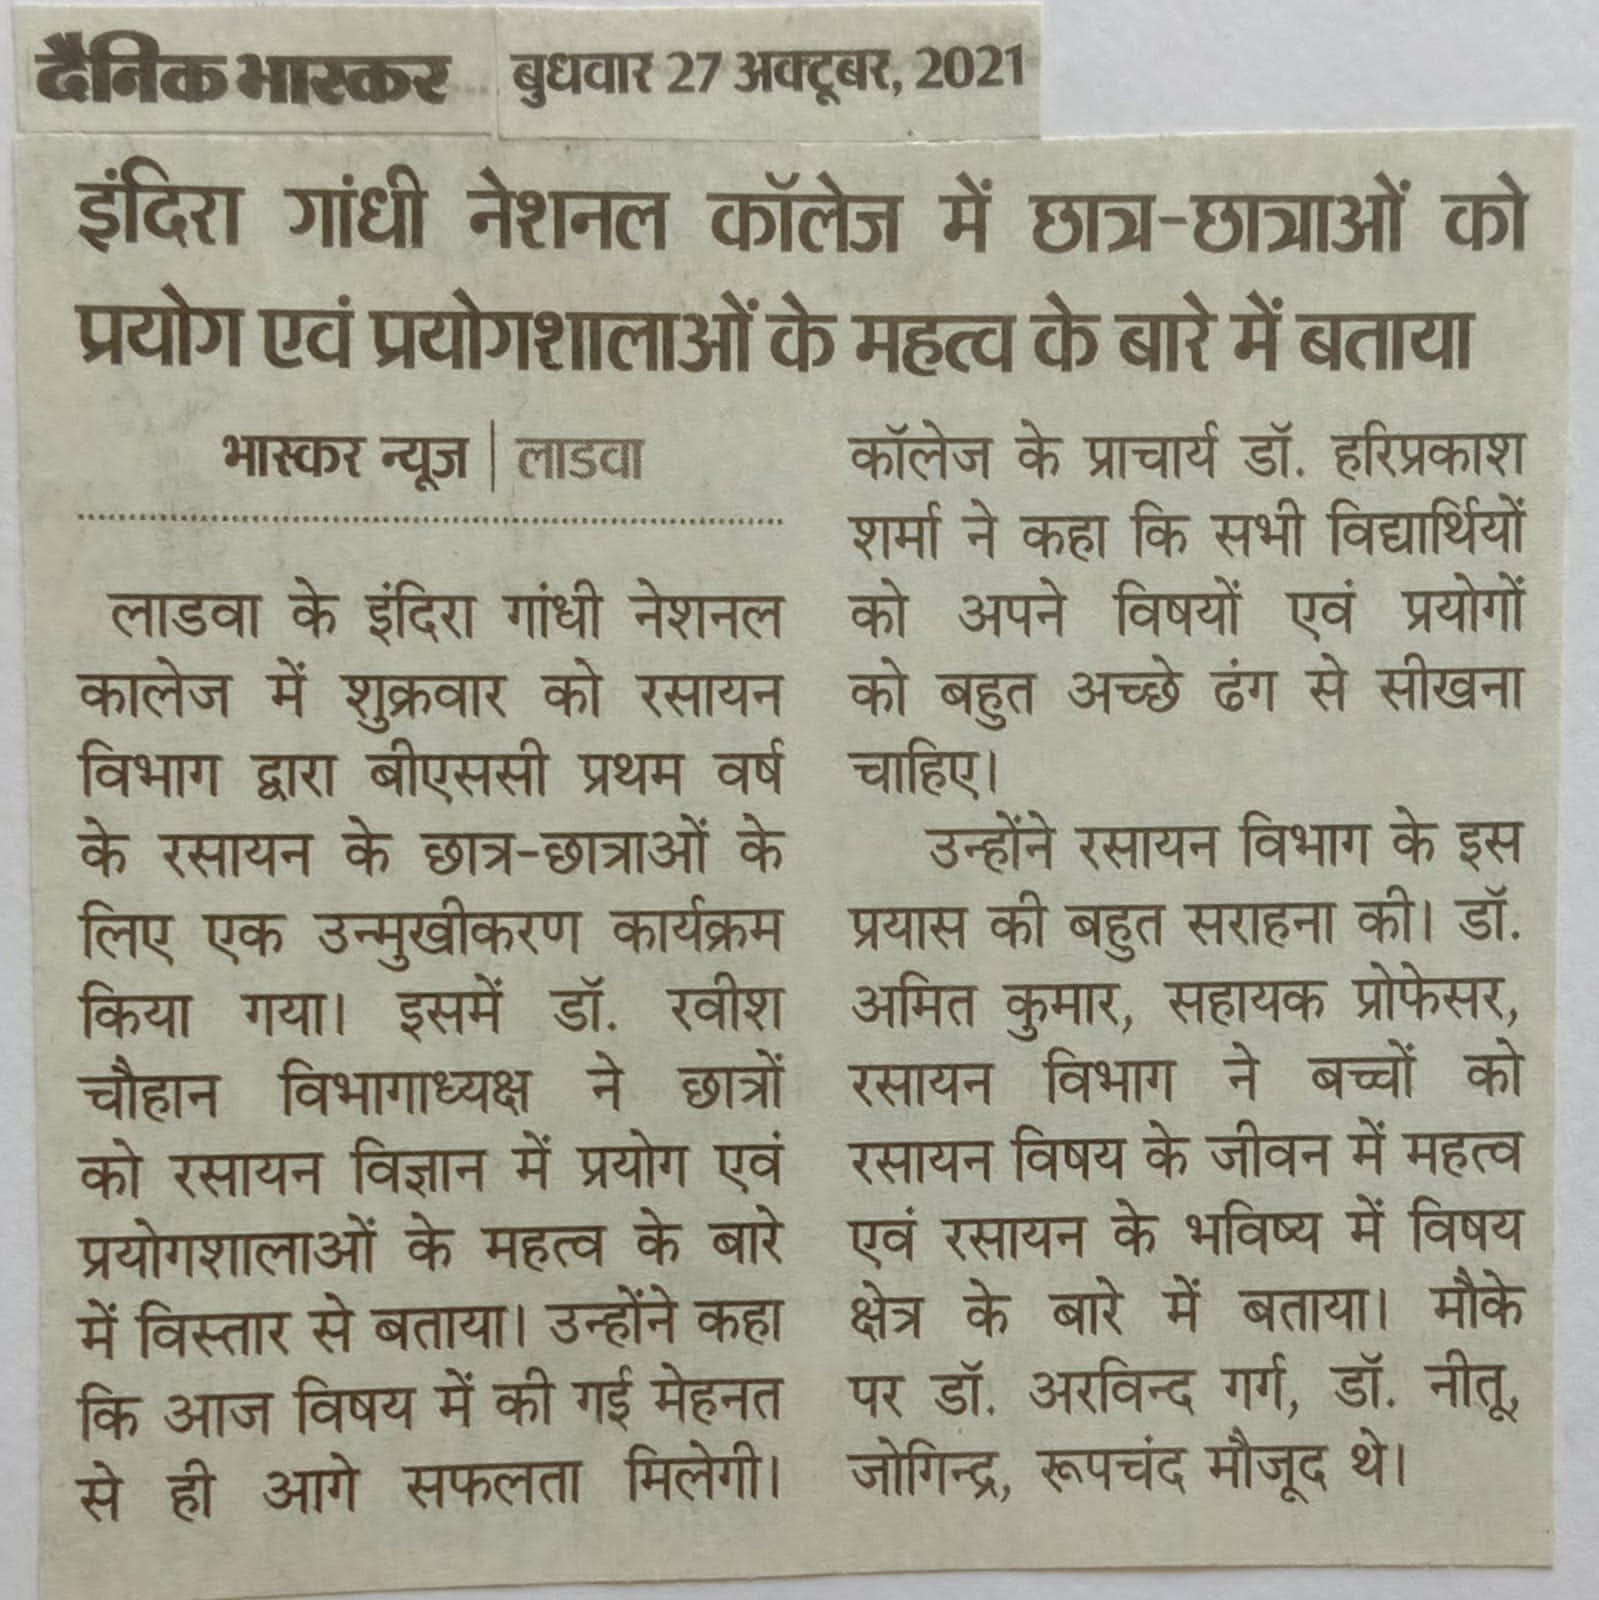 दैनिक भास्कर
बुधवार 27 अक्टूबर, 2021
इंदिरा गांधी नेशनल कॉलेज में छात्र-छात्राओं को
प्रयोग एवं प्रयोगशालाओं के महत्व के बारे में बताया
भास्कर न्यूज | लाडवा
लाडवा के इंदिरा गांधी नेशनल
कालेज में शुक्रवार को रसायन
विभाग द्वारा बीएससी प्रथम वर्ष
के रसायन के छात्र-छात्राओं के
लिए एक उन्मुखीकरण कार्यक्रम
किया गया। इसमें डॉ. रवीश
चौहान विभागाध्यक्ष ने छात्रों
को रसायन विज्ञान में प्रयोग एवं
प्रयोगशालाओं के महत्व के बारे
में विस्तार से बताया। उन्होंने कहा
कि आज विषय में की गई मेहनत
से ही आगे सफलता मिलेगी।
कॉलेज के प्राचार्य डॉ. हरिप्रकाश
शर्मा ने कहा कि सभी विद्यार्थियों
को अपने विषयों एवं प्रयोगों
को बहुत अच्छे ढंग से सीखना
चाहिए।
उन्होंने रसायन विभाग के इस
प्रयास की बहुत सराहना की। डॉ.
अमित कुमार, सहायक प्रोफेसर,
रसायन विभाग ने बच्चों को
रसायन विषय के जीवन में महत्व
एवं रसायन के भविष्य में विषय
क्षेत्र के बारे में बताया। मौके
पर डॉ. अरविन्द गर्ग, डॉ. नीतू,
जोगिन्द्र, रूपचंद मौजूद थे।